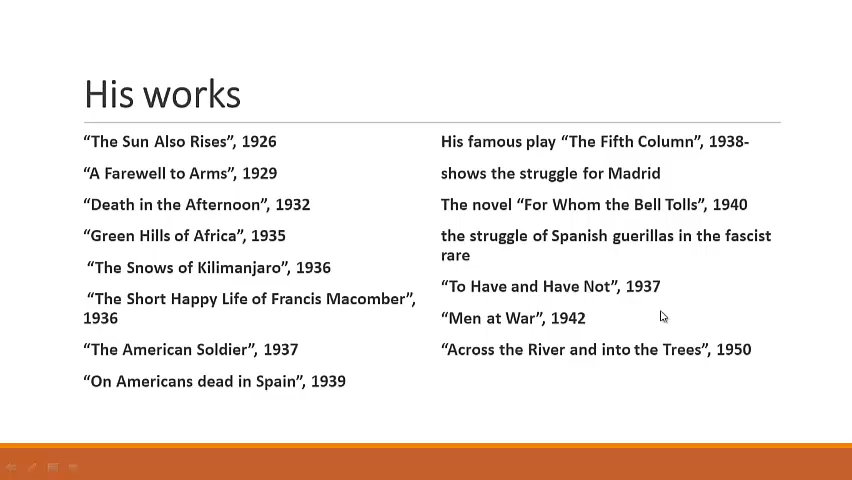 His works
“The Sun Also Rises”, 1926
“A Farewell to Arms”, 1929
“Death in the Afternoon”, 1932
“Green Hills of Africa”, 1935
“The Snows of Kilimanjaro”, 1936
“The Short Happy Life of Francis Macomber”,
1936
“The American Soldier”, 1937
“On Americans dead in Spain”, 1939
His famous play “The Fifth Column”, 1938-
shows the struggle for Madrid
The novel “For Whom the Bell Tolls”, 1940
the struggle of Spanish guerillas in the fascist
rare
“To Have and Have Not”, 1937
“Men at War”, 1942
“Across the River and into the Trees”, 1950